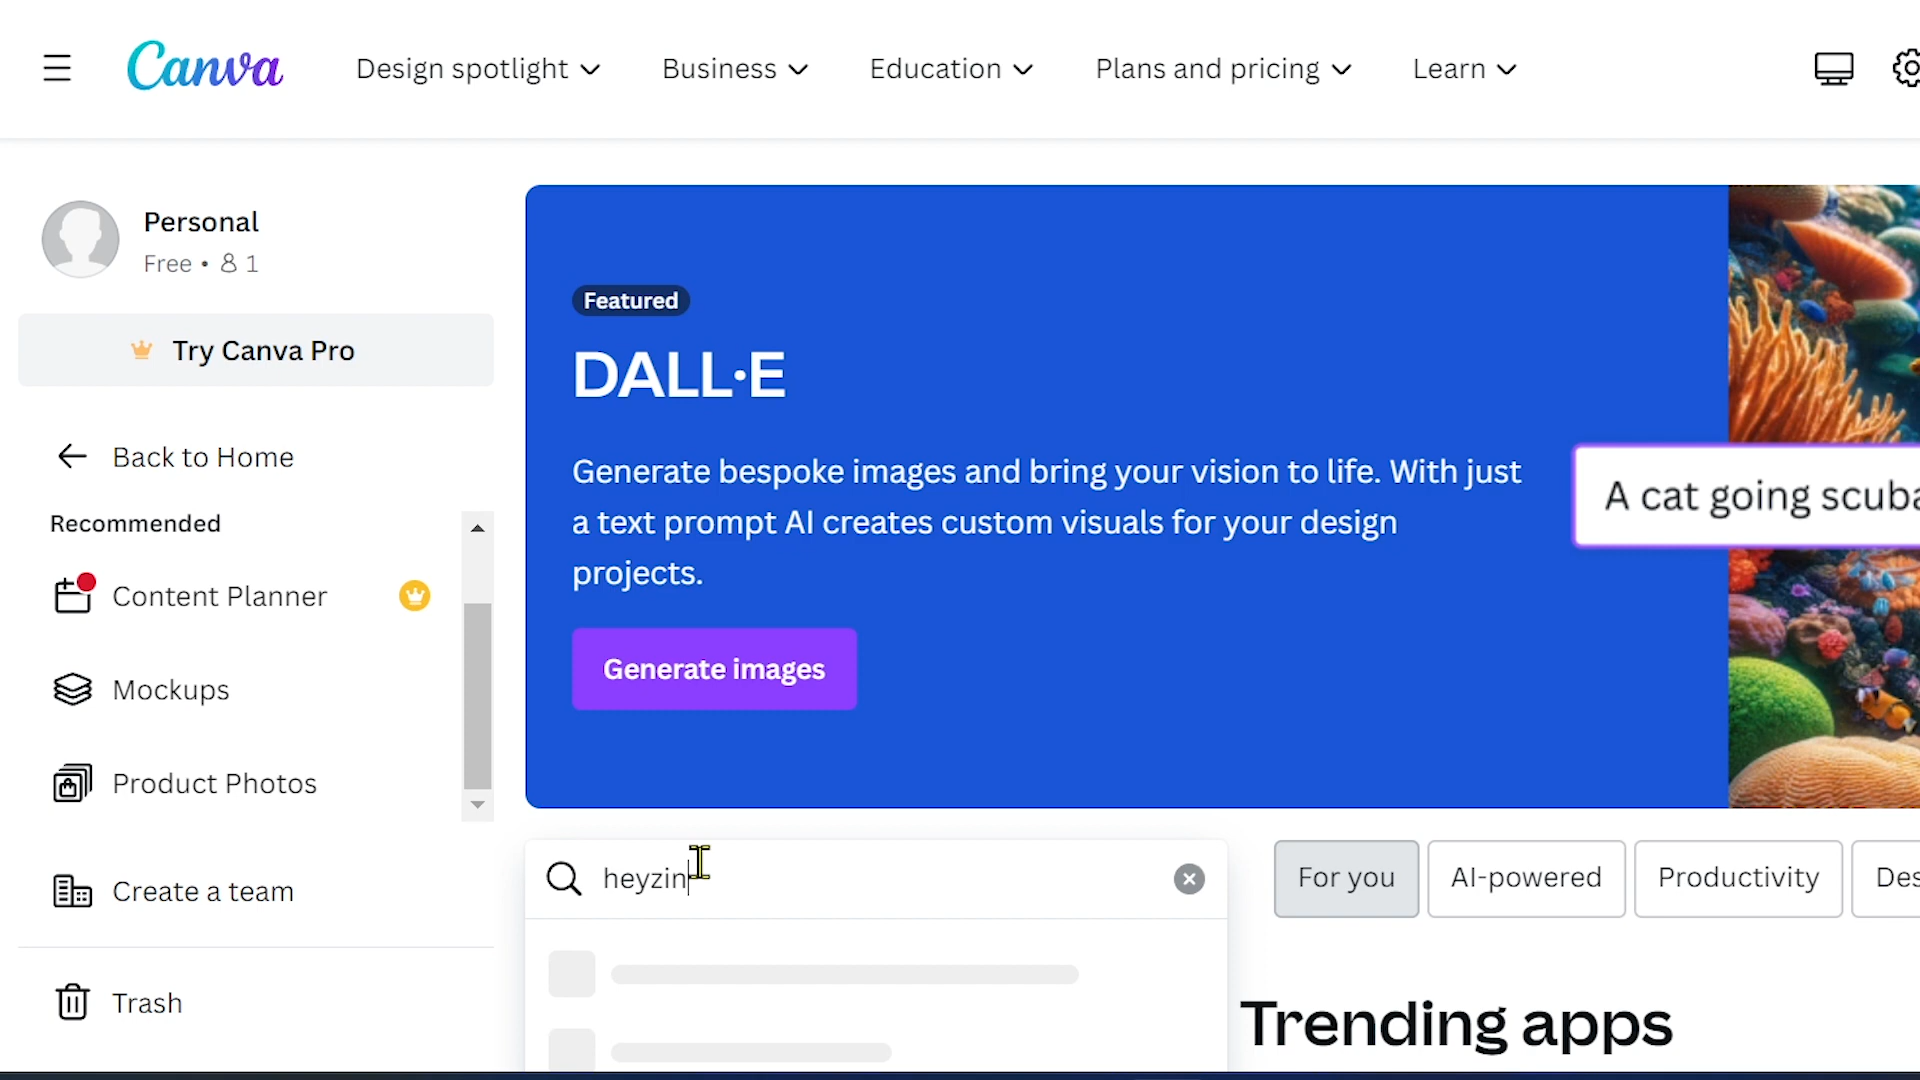 Canva
Design spotlight
Business
Education
Plans and pricing
Learn
Personal
Free • 1
Try Canva Pro
Back to Home
Recommended
Content Planner
Mockups
Product Photos
Create a team
Trash
Featured
DALL·E
Generate bespoke images and bring your vision to life. With just
a text prompt AI creates custom visuals for your design
projects.
Generate images
A cat going scuba
heyzin
For you
AI-powered
Productivity
Des
Trending apps